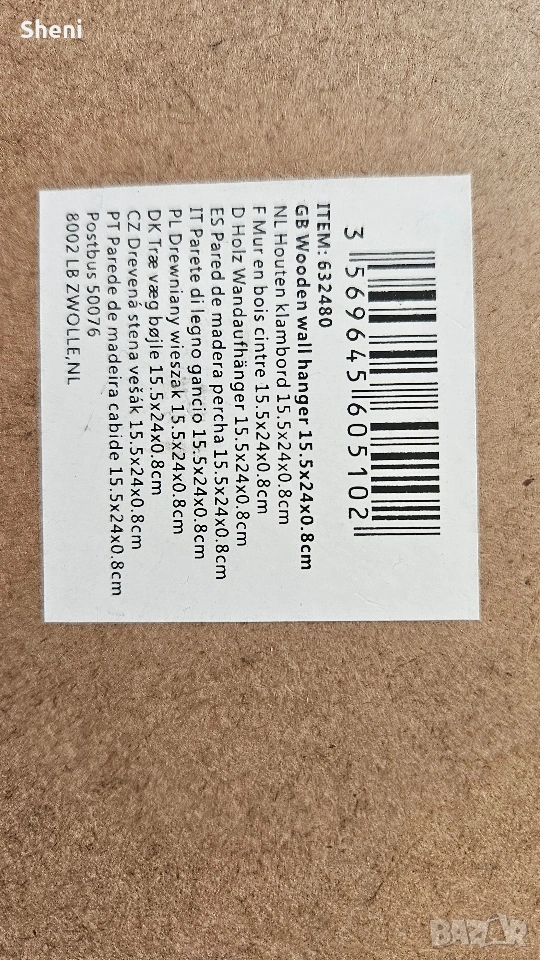 Sheni
3 569645 605102
ITEM: 632480
GB Wooden wall hanger 15.5x24x0.8cm
NL Houten klambord 15.5x24x0.8cm
F Mur en bois cintre 15.5x24x0.8cm
D Holz Wandaufhänger 15.5x24x0.8cm
ES Pared de madera percha 15.5x24x0.8cm
IT Parete di legno gancio 15.5x24x0.8cm
PL Drewniany wieszak 15.5x24x0.8cm
DK Træ væg bøjle 15.5x24x0.8cm
CZ Drevenà stena vešák 15.5x24x0.8cm
PT Parede de madeira cabide 15.5x24x0.8cm
Postbus 50076
8002 LB ZWOLLE,NL
BAZAR